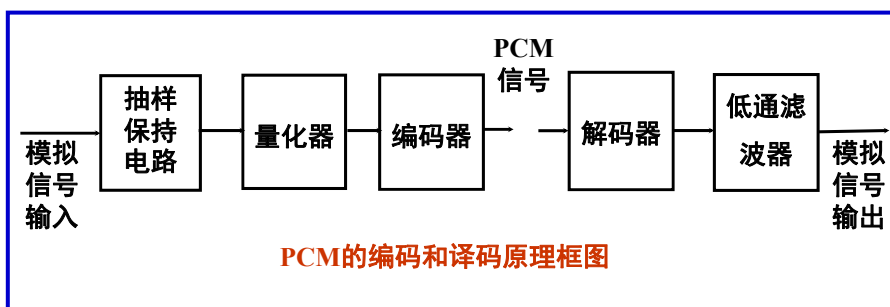 模拟
信号
输入
抽样
保持
电路
量化器
编码器
PCM
信号
解码器
低通滤
波器
模拟
信号
输出
PCM的编码和译码原理框图